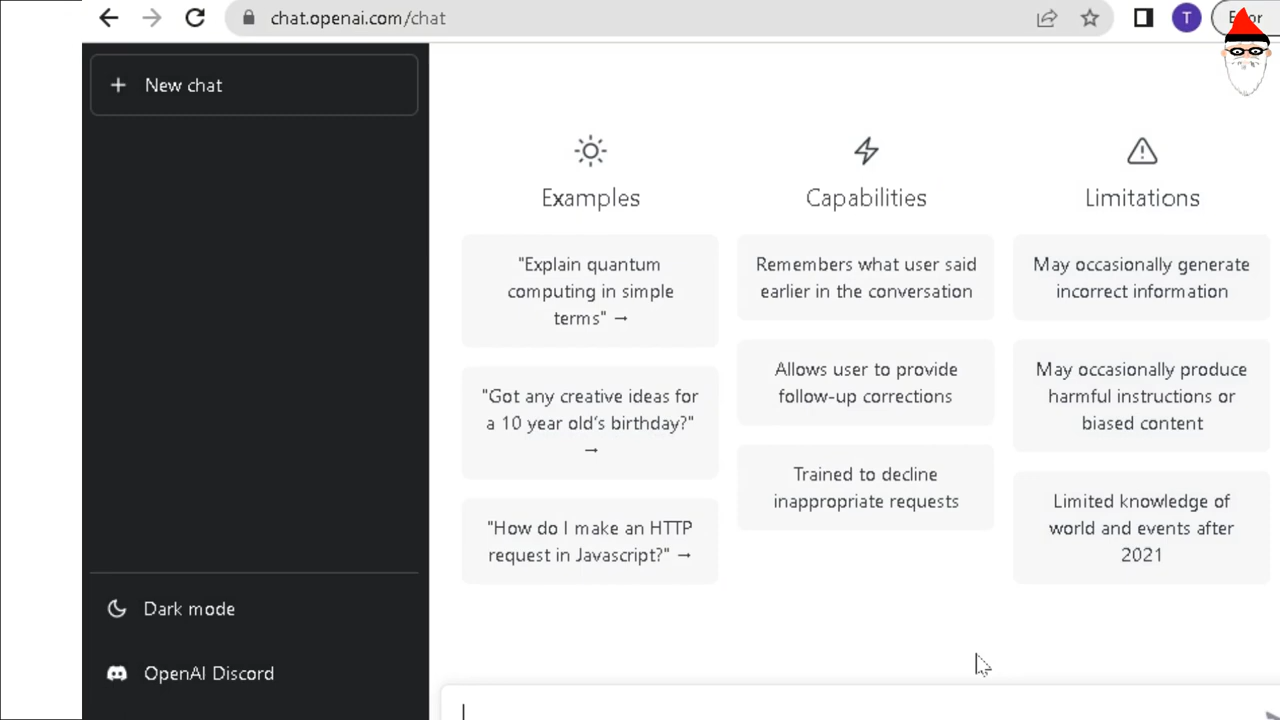 chat.openai.com/chat
T
New chat
Examples
Capabilities
Limitations
"Explain quantum
computing in simple
terms" →
Remembers what user said
earlier in the conversation
May occasionally generate
incorrect information
"Got any creative ideas for
a 10 year old's birthday?"
→
Allows user to provide
follow-up corrections
May occasionally produce
harmful instructions or
biased content
"How do I make an HTTP
request in Javascript?" →
Trained to decline
inappropriate requests
Limited knowledge of
world and events after
2021
Dark mode
OpenAI Discord